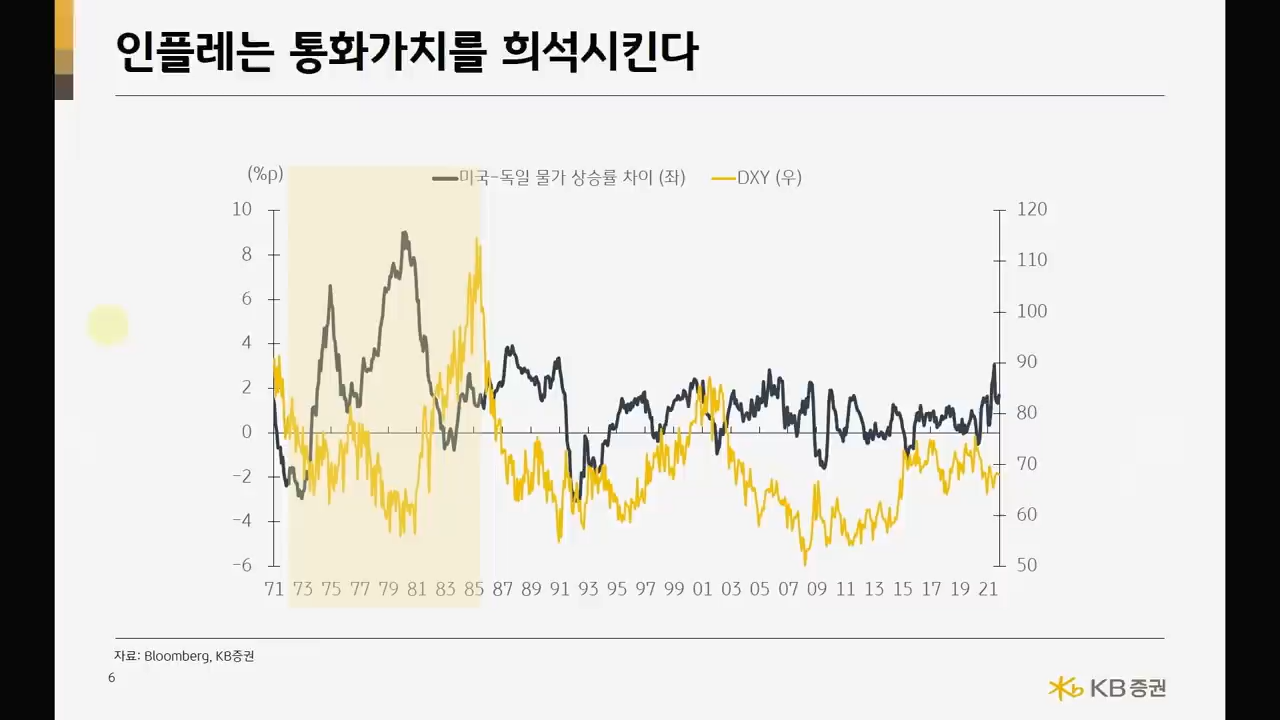 인플레는 통화가치를 희석시킨다
(%p)
미국-독일 물가 상승률 차이 (좌)
DXY (우)
10
8
6
4
2
0
-2
-4
-6
120
110
100
90
80
70
60
50
71 73 75 77 79 81 83 85 87 89 91 93 95 97 99 01 03 05 07 09 11 13 15 17 19 21
자료: Bloomberg, KB증권
6
KB증권